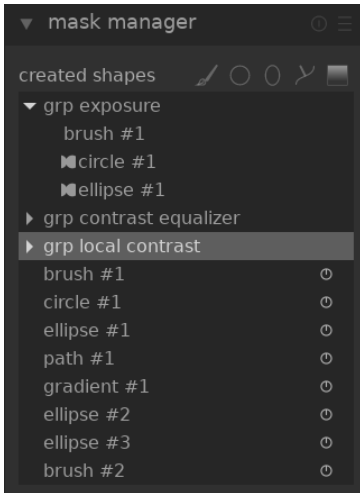 mask manager
created shapes
grp exposure
brush #1
circle #1
ellipse #1
grp contrast equalizer
grp local contrast
brush #1
circle #1
ellipse #1
path #1
gradient #1
ellipse #2
ellipse #3
brush #2